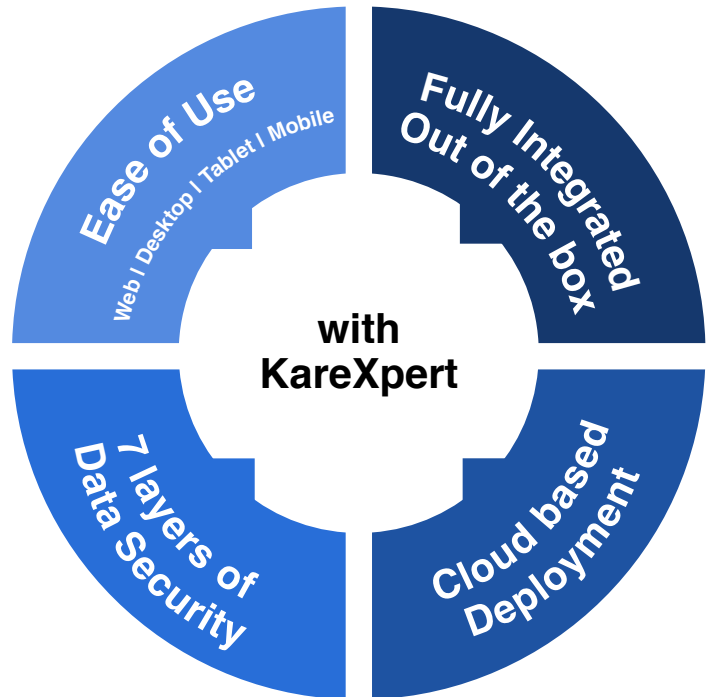 Ease of Use
Web | Desktop | Tablet | Mobile
Fully Integrated
Out of the box
with
KareXpert
7 layers of
Data Security
Cloud based
Deployment